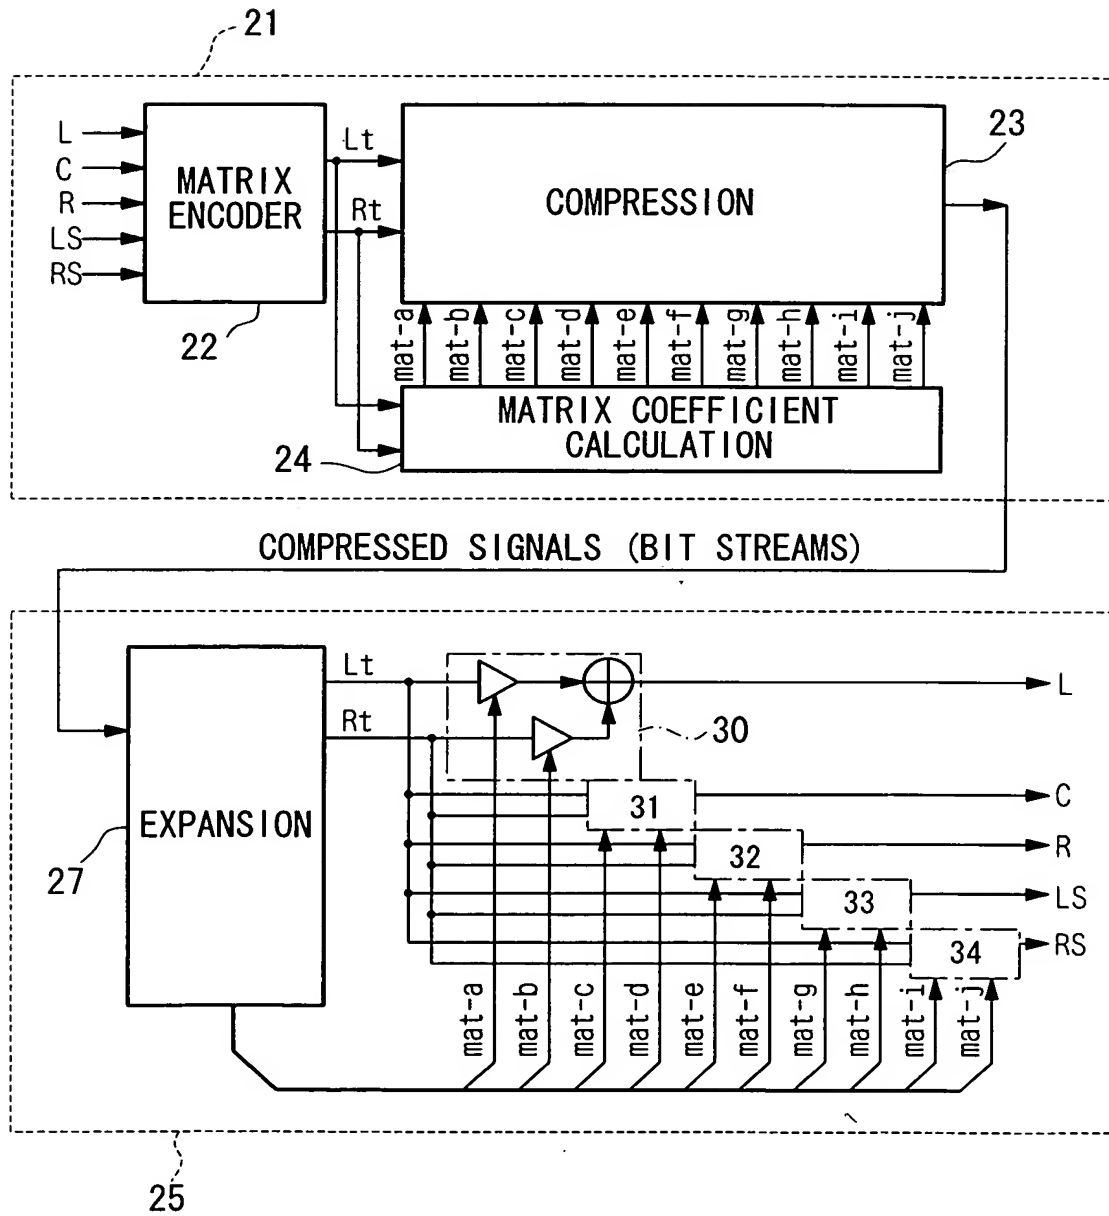 21
L
C
R
LS
RS
MATRIX
ENCODER
22
Lt
Rt
COMPRESSION
23
mat-a
mat-b
mat-c
mat-d
mat-e
mat-f
mat-g
mat-h
mat-i
mat-j
MATRIX COEFFICIENT
CALCULATION
24
COMPRESSED SIGNALS (BIT STREAMS)
EXPANSION
27
Lt
Rt
30
31
32
33
34
L
C
R
LS
RS
mat-a
mat-b
mat-c
mat-d
mat-e
mat-f
mat-g
mat-h
mat-i
mat-j
25